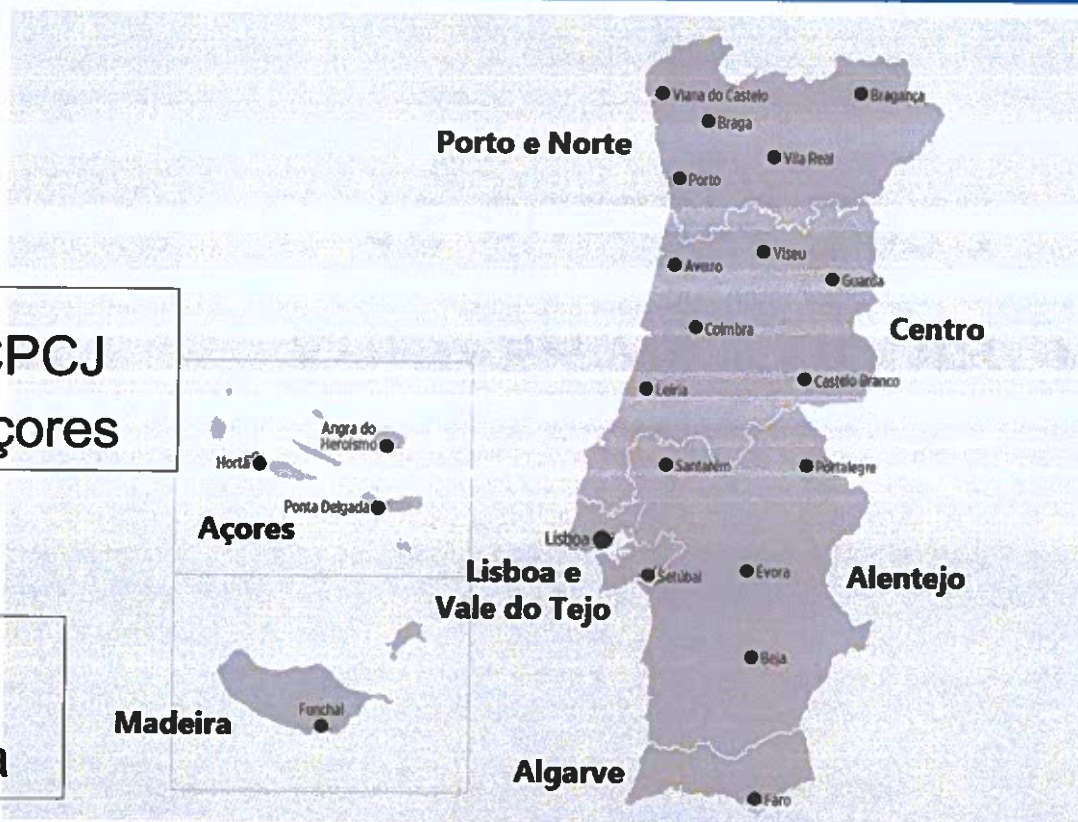 Viana do Castelo
Bragança
Braga
Porto e Norte
Vila Real
Porto
Viseu
Aveiro
Guarda
CPCJ
Açores
Coimbra
Centro
Leiria
Castelo Branco
Angra do
Heroísmo
Horta
Santarém
Portalegre
Ponta Delgada
Açores
Lisboa
Lisboa e
Vale do Tejo
Setúbal
Évora
Alentejo
Beja
Funchal
Madeira
Algarve
Faro